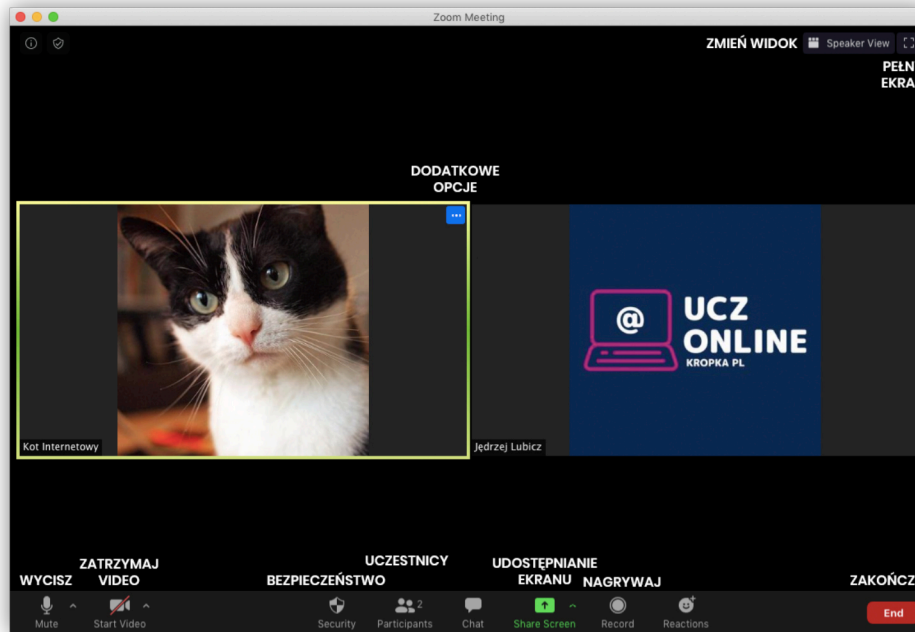 Zoom Meeting
ZMIEŃ WIDOK Speaker View
PEŁN
EKRA
DODATKOWE
OPCJE
@ UCZ
ONLINE
KROPKA PL
Kot Internetowy
Jędrzej Lubicz
ZATRZYMAJ
VIDEO
WYCISZ
UCZESTNICY
BEZPIECZEŃSTWO
UDOSTĘPNIANIE
EKRANU
NAGRYWAJ
ZAKOŃCZ
Mute
Start Video
Security
Participants 2
Chat
Share Screen
Record
Reactions
End